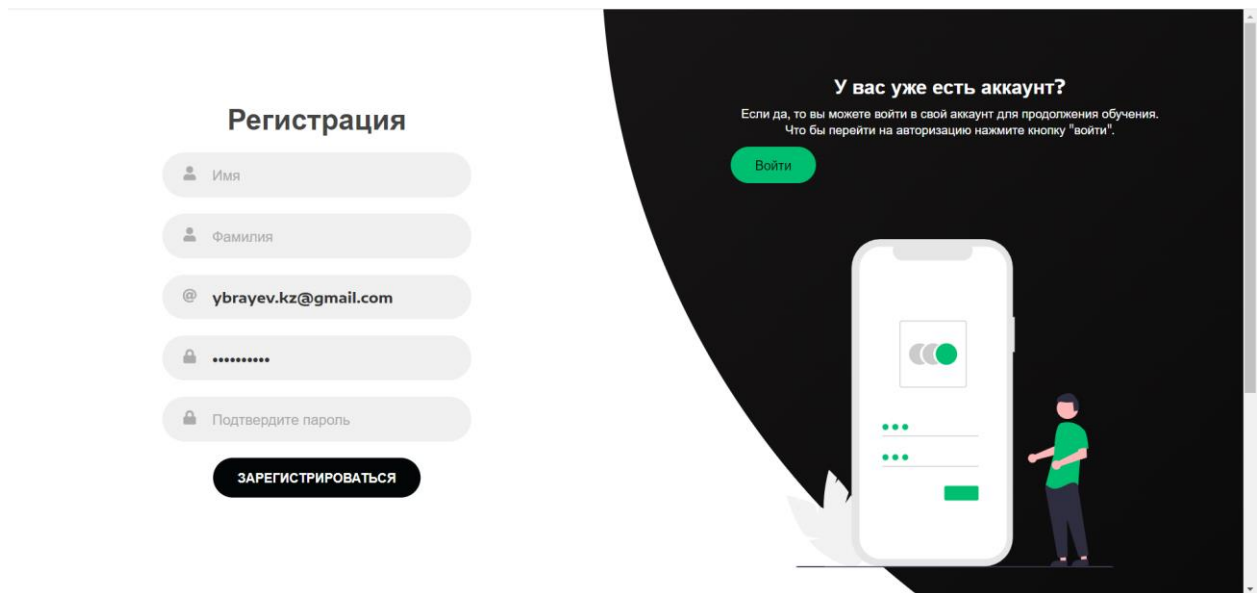 Регистрация
Имя
Фамилия
@ ybrayev.kz@gmail.com
••••••••••
Подтвердите пароль
ЗАРЕГИСТРИРОВАТЬСЯ
У вас уже есть аккаунт?
Если да, то вы можете войти в свой аккаунт для продолжения обучения.
Что бы перейти на авторизацию нажмите кнопку "войти".
Войти